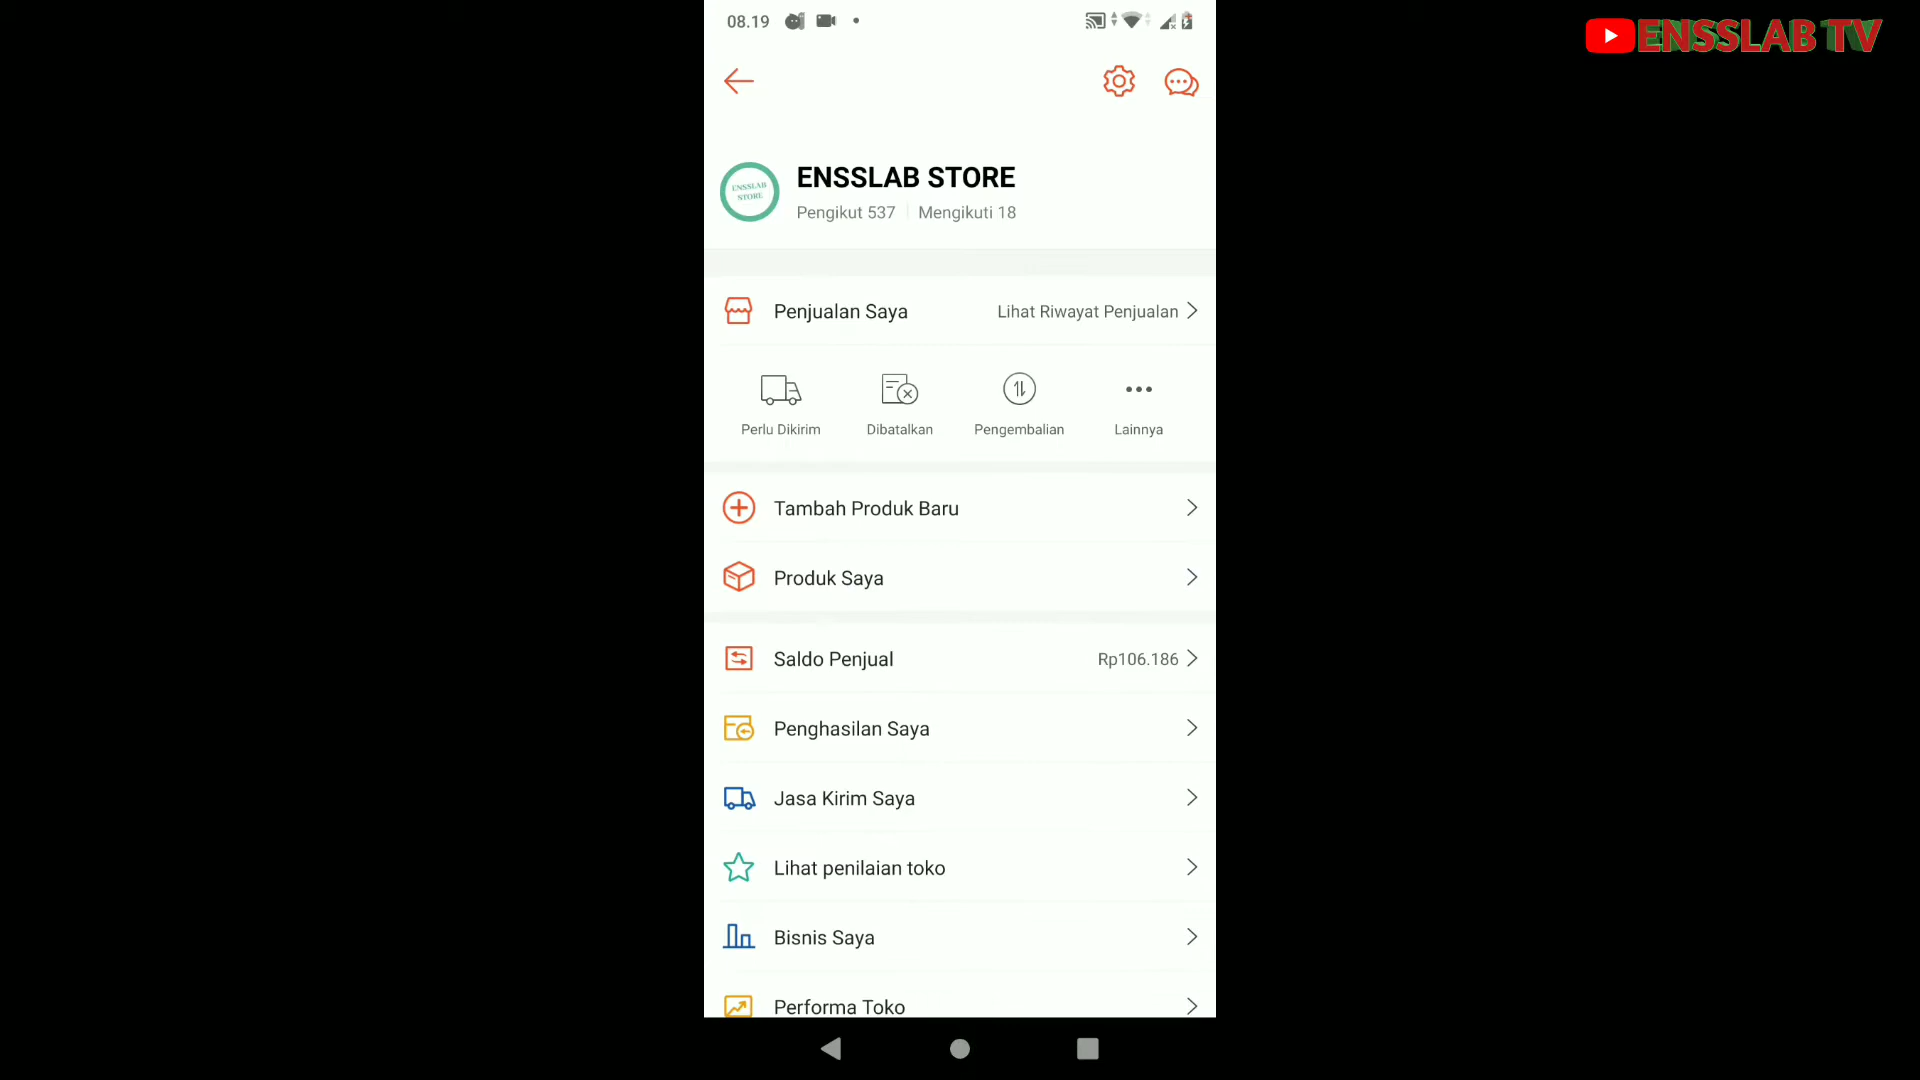 08.19
ENSSLAB TV
ENSSLAB STORE
ENSSLAB
STORE
Pengikut 537 Mengikuti 18
Penjualan Saya Lihat Riwayat Penjualan
Perlu Dikirim Dibatalkan Pengembalian Lainnya
Tambah Produk Baru
Produk Saya
Saldo Penjual Rp106.186
Penghasilan Saya
Jasa Kirim Saya
Lihat penilaian toko
Bisnis Saya
Performa Toko